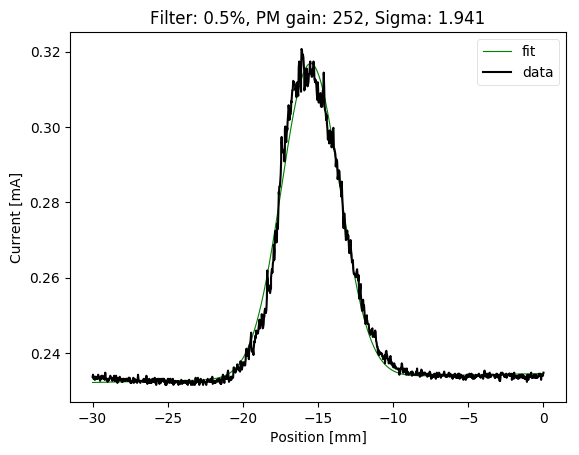 Filter: 0.5%, PM gain: 252, Sigma: 1.941
fit
data
0.32
0.30
0.28
0.26
0.24
Current [mA]
−30
−25
−20
−15
−10
−5
0
Position [mm]